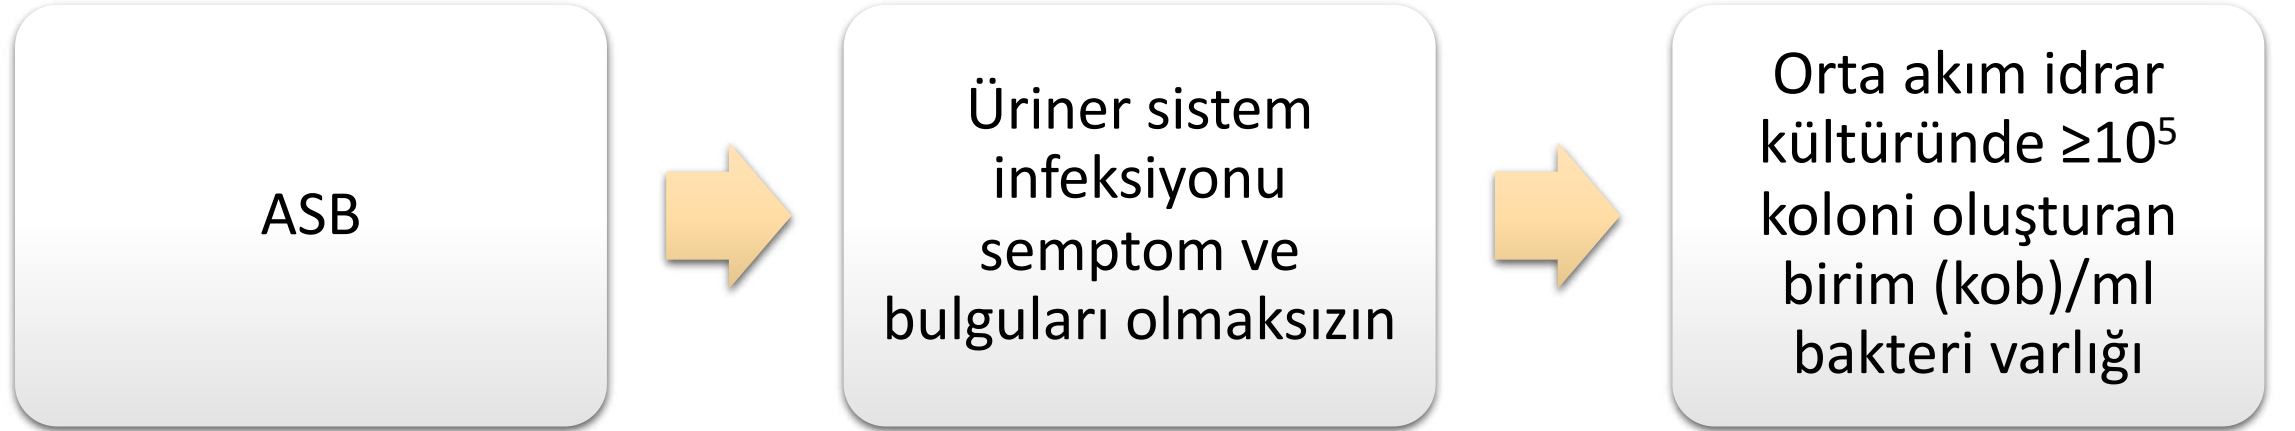 ASB
Üriner sistem
infeksiyonu
semptom ve
bulguları olmaksızın
Orta akım idrar
kültüründe ≥10⁵
koloni oluşturan
birim (kob)/ml
bakteri varlığı